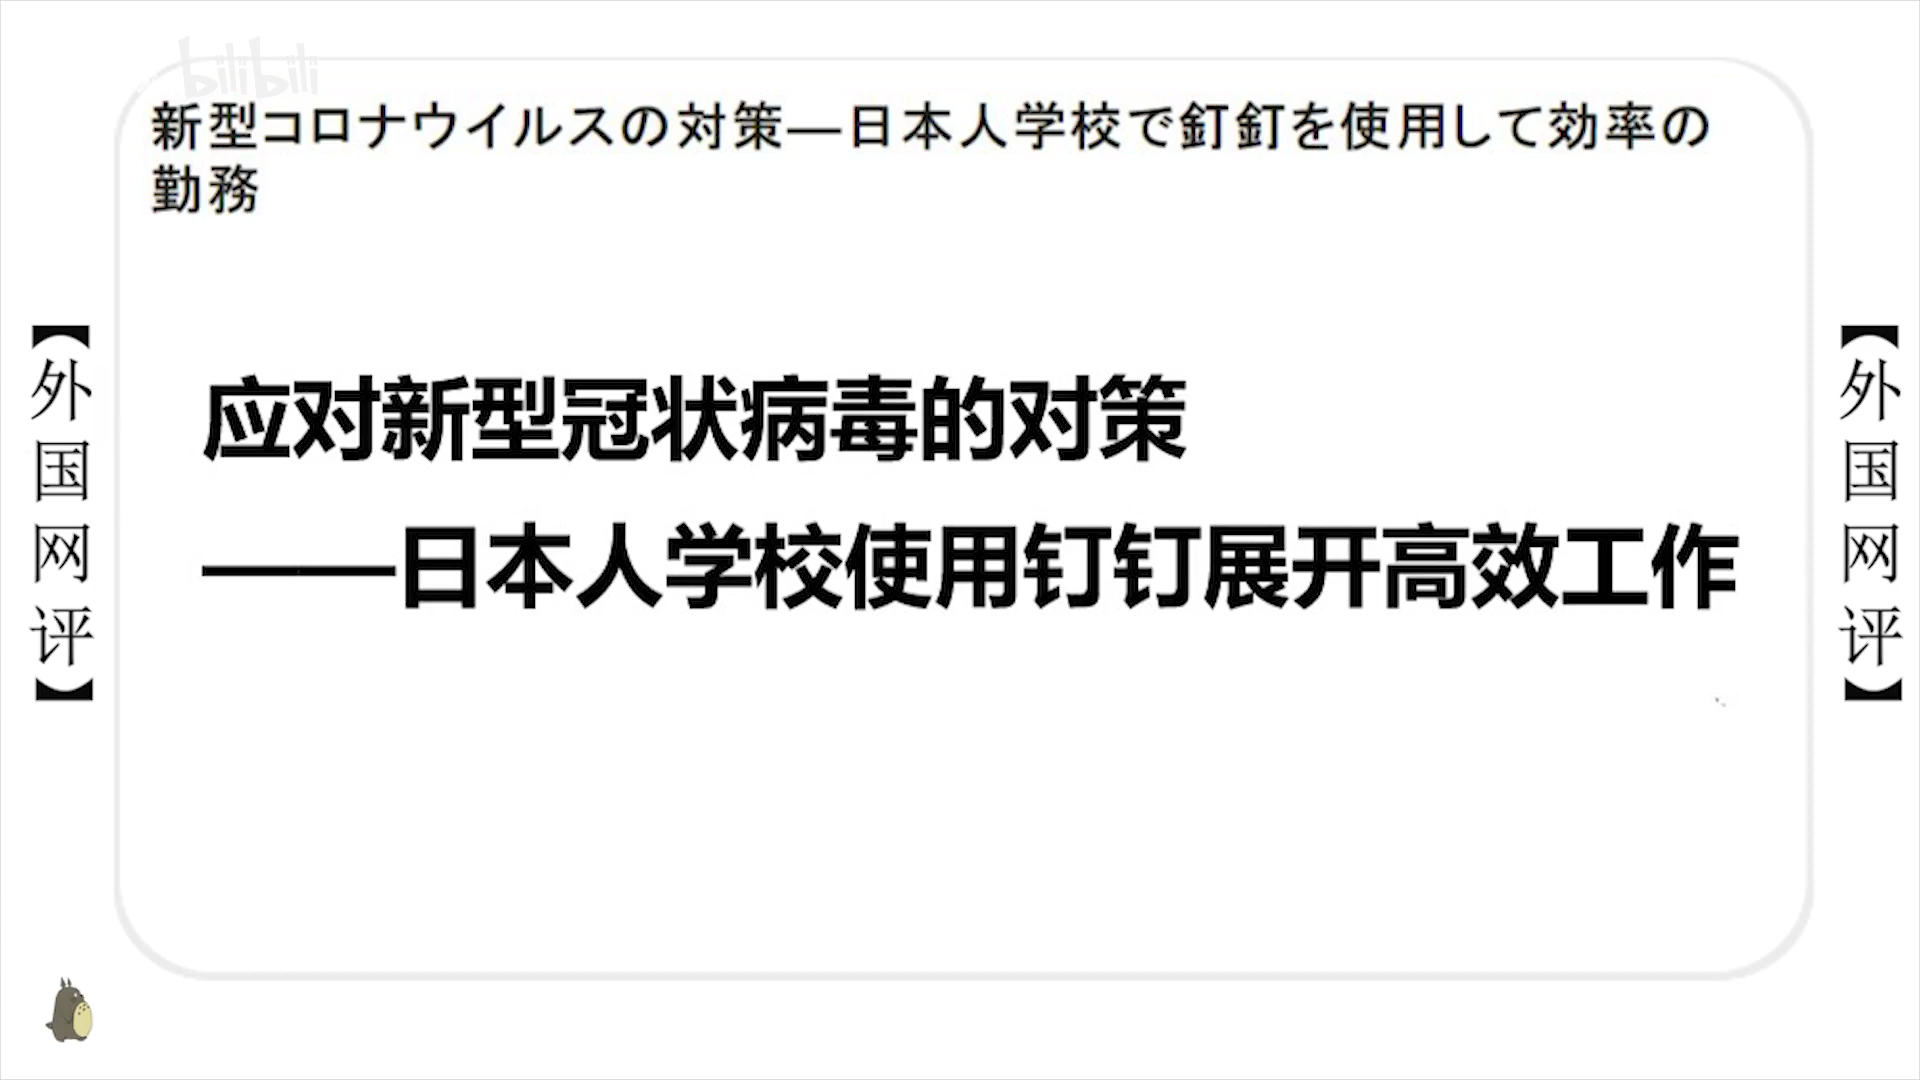 bilibili
新型コロナウイルスの対策—日本人学校で釘釘を使用して効率の
勤務
【外国网评】
应对新型冠状病毒的对策
——日本人学校使用钉钉展开高效工作
【外国网评】